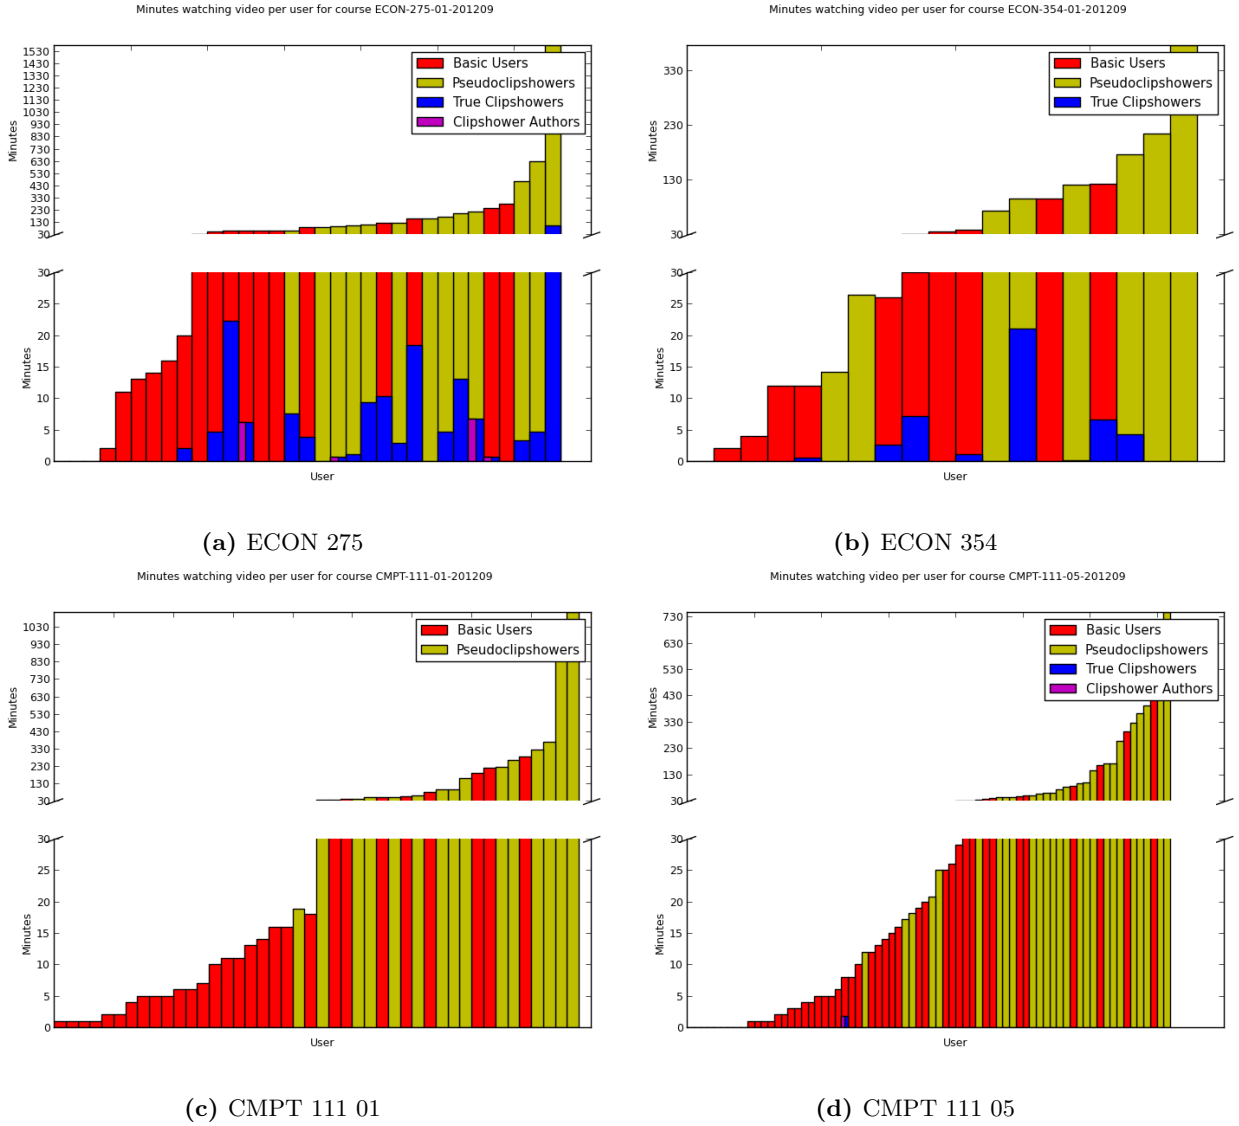 Minutes watching video per user for course ECON-275-01-201209
1530
1430
1330
1230
1130
1030
930
830
730
630
530
430
330
230
130
30
Minutes
Basic Users
Pseudoclipshowers
True Clipshowers
Clipshower Authors
30
25
20
15
10
5
0
Minutes
User
(a) ECON 275
Minutes watching video per user for course ECON-354-01-201209
330
230
130
30
Minutes
Basic Users
Pseudoclipshowers
True Clipshowers
30
25
20
15
10
5
0
Minutes
User
(b) ECON 354
Minutes watching video per user for course CMPT-111-01-201209
1030
930
830
730
630
530
430
330
230
130
30
Minutes
Basic Users
Pseudoclipshowers
30
25
20
15
10
5
0
Minutes
User
(c) CMPT 111 01
Minutes watching video per user for course CMPT-111-05-201209
730
630
530
430
330
230
130
30
Minutes
Basic Users
Pseudoclipshowers
True Clipshowers
Clipshower Authors
30
25
20
15
10
5
0
Minutes
User
(d) CMPT 111 05